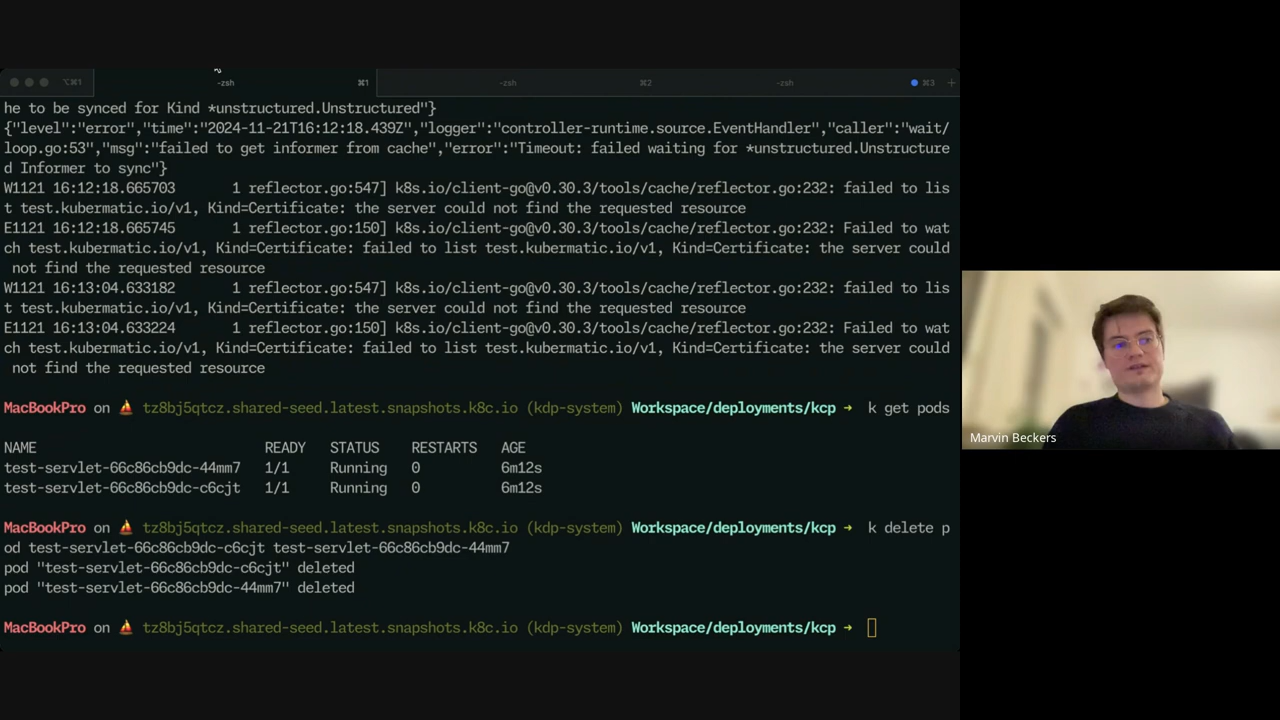 ⌥⌘1
-zsh
⌘1
-zsh
⌘2
-zsh
⌘3
he to be synced for Kind *unstructured.Unstructured"}
{"level":"error","time":"2024-11-21T16:12:18.439Z","logger":"controller-runtime.source.EventHandler","caller":"wait/
loop.go:53","msg":"failed to get informer from cache","error":"Timeout: failed waiting for *unstructured.Unstructure
d Informer to sync"}
W1121 16:12:18.665703       1 reflector.go:547] k8s.io/client-go@v0.30.3/tools/cache/reflector.go:232: failed to lis
t test.kubermatic.io/v1, Kind=Certificate: the server could not find the requested resource
E1121 16:12:18.665745       1 reflector.go:150] k8s.io/client-go@v0.30.3/tools/cache/reflector.go:232: Failed to wat
ch test.kubermatic.io/v1, Kind=Certificate: failed to list test.kubermatic.io/v1, Kind=Certificate: the server could
 not find the requested resource
W1121 16:13:04.633182       1 reflector.go:547] k8s.io/client-go@v0.30.3/tools/cache/reflector.go:232: failed to lis
t test.kubermatic.io/v1, Kind=Certificate: the server could not find the requested resource
E1121 16:13:04.633224       1 reflector.go:150] k8s.io/client-go@v0.30.3/tools/cache/reflector.go:232: Failed to wat
ch test.kubermatic.io/v1, Kind=Certificate: failed to list test.kubermatic.io/v1, Kind=Certificate: the server could
 not find the requested resource
MacBookPro on ⛵ tz8bj5qtcz.shared-seed.latest.snapshots.k8c.io (kdp-system) Workspace/deployments/kcp → k get pods
NAME                            READY   STATUS    RESTARTS   AGE
test-servlet-66c86cb9dc-44mm7   1/1     Running   0          6m12s
test-servlet-66c86cb9dc-c6cjt   1/1     Running   0          6m12s
MacBookPro on ⛵ tz8bj5qtcz.shared-seed.latest.snapshots.k8c.io (kdp-system) Workspace/deployments/kcp → k delete p
od test-servlet-66c86cb9dc-c6cjt test-servlet-66c86cb9dc-44mm7
pod "test-servlet-66c86cb9dc-c6cjt" deleted
pod "test-servlet-66c86cb9dc-44mm7" deleted
MacBookPro on ⛵ tz8bj5qtcz.shared-seed.latest.snapshots.k8c.io (kdp-system) Workspace/deployments/kcp →
Marvin Beckers